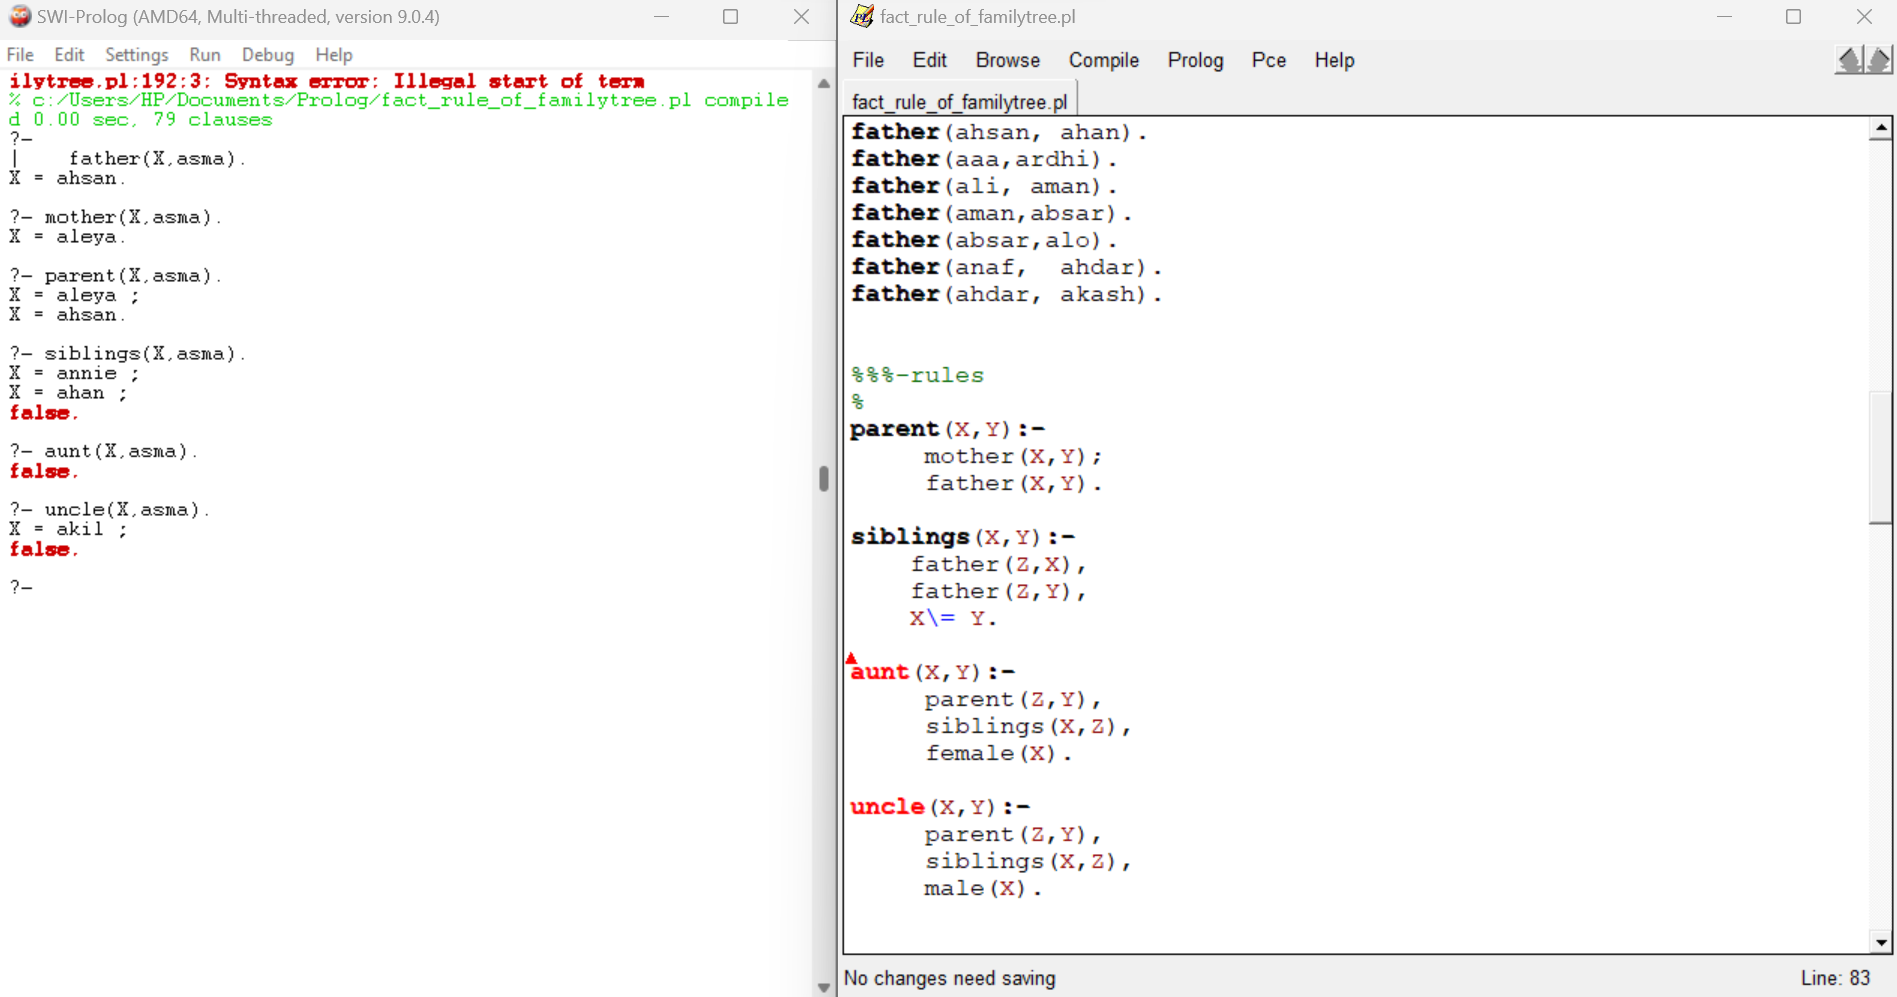 SWI-Prolog (AMD64, Multi-threaded, version 9.0.4)
File Edit Settings Run Debug Help
ilytree.pl:192:3: Syntax error: Illegal start of term
% c:/Users/HP/Documents/Prolog/fact_rule_of_familytree.pl compile
d 0.00 sec, 79 clauses
?-
|    father(X,asma).
X = ahsan.
?- mother(X,asma).
X = aleya.
?- parent(X,asma).
X = aleya ;
X = ahsan.
?- siblings(X,asma).
X = annie ;
X = ahan ;
false.
?- aunt(X,asma).
false.
?- uncle(X,asma).
X = akil ;
false.
?-
fact_rule_of_familytree.pl
File Edit Browse Compile Prolog Pce Help
fact_rule_of_familytree.pl
father(ahsan, ahan).
father(aaa,ardhi).
father(ali, aman).
father(aman,absar).
father(absar,alo).
father(anaf,  ahdar).
father(ahdar, akash).
%%%-rules
%
parent(X,Y):-
mother(X,Y);
father(X,Y).
siblings(X,Y):-
father(Z,X),
father(Z,Y),
X\= Y.
aunt(X,Y):-
parent(Z,Y),
siblings(X,Z),
female(X).
uncle(X,Y):-
parent(Z,Y),
siblings(X,Z),
male(X).
No changes need saving
Line: 83